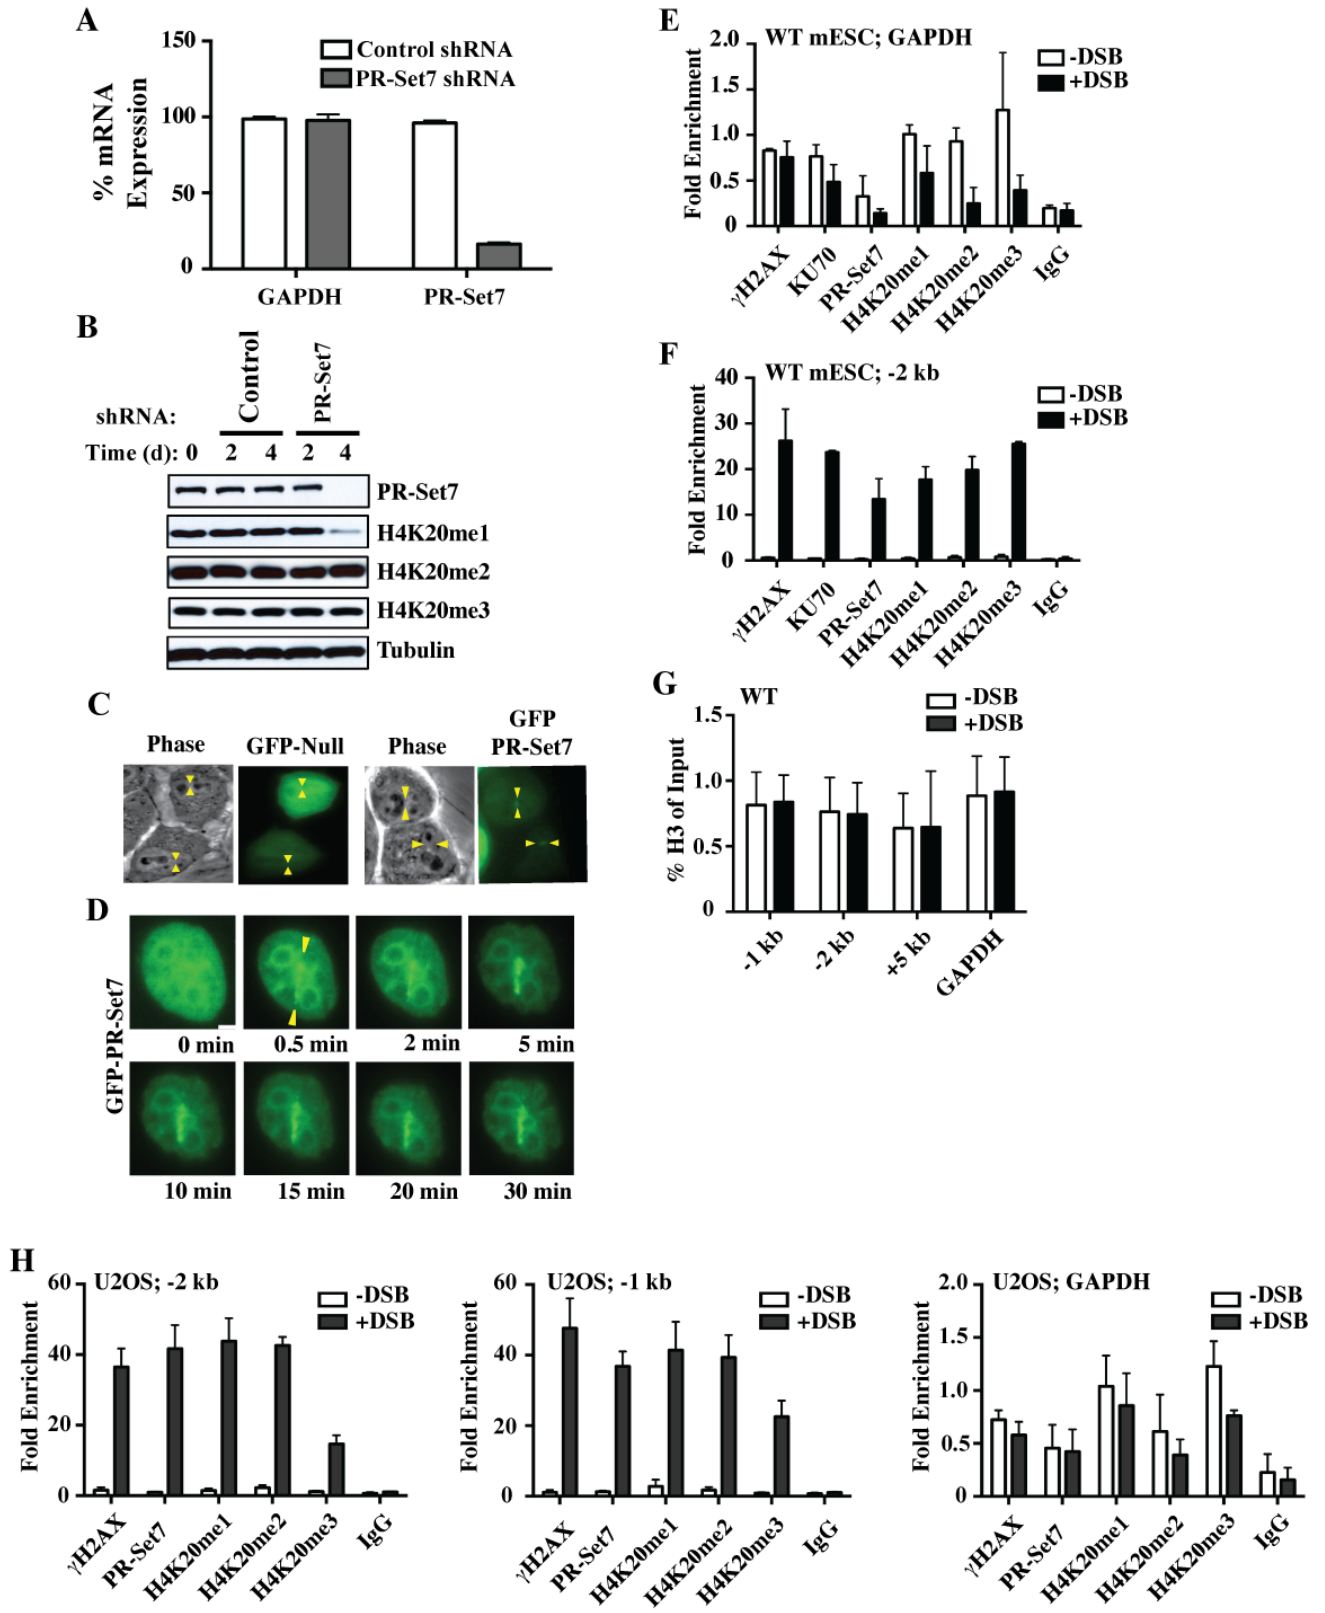 A
150
100
50
0
% mRNA
Expression
Control shRNA
PR-Set7 shRNA
GAPDH
PR-Set7
B
shRNA:
Control
PR-Set7
Time (d): 0 2 4 2 4
PR-Set7
H4K20me1
H4K20me2
H4K20me3
Tubulin
C
Phase
GFP-Null
Phase
GFP
PR-Set7
D
GFP-PR-Set7
0 min
0.5 min
2 min
5 min
10 min
15 min
20 min
30 min
E
WT mESC; GAPDH
-DSB
+DSB
Fold Enrichment
2.0
1.5
1.0
0.5
0
γH2AX
KU70
PR-Set7
H4K20me1
H4K20me2
H4K20me3
IgG
F
WT mESC; -2 kb
-DSB
+DSB
Fold Enrichment
40
30
20
10
0
γH2AX
KU70
PR-Set7
H4K20me1
H4K20me2
H4K20me3
IgG
G
WT
-DSB
+DSB
% H3 of Input
1.5
1.0
0.5
0
-1 kb
-2 kb
+5 kb
GAPDH
H
U2OS; -2 kb
-DSB
+DSB
Fold Enrichment
60
40
20
0
γH2AX
PR-Set7
H4K20me1
H4K20me2
H4K20me3
IgG
U2OS; -1 kb
-DSB
+DSB
Fold Enrichment
60
40
20
0
γH2AX
PR-Set7
H4K20me1
H4K20me2
H4K20me3
IgG
U2OS; GAPDH
-DSB
+DSB
Fold Enrichment
2.0
1.5
1.0
0.5
0
γH2AX
PR-Set7
H4K20me1
H4K20me2
H4K20me3
IgG